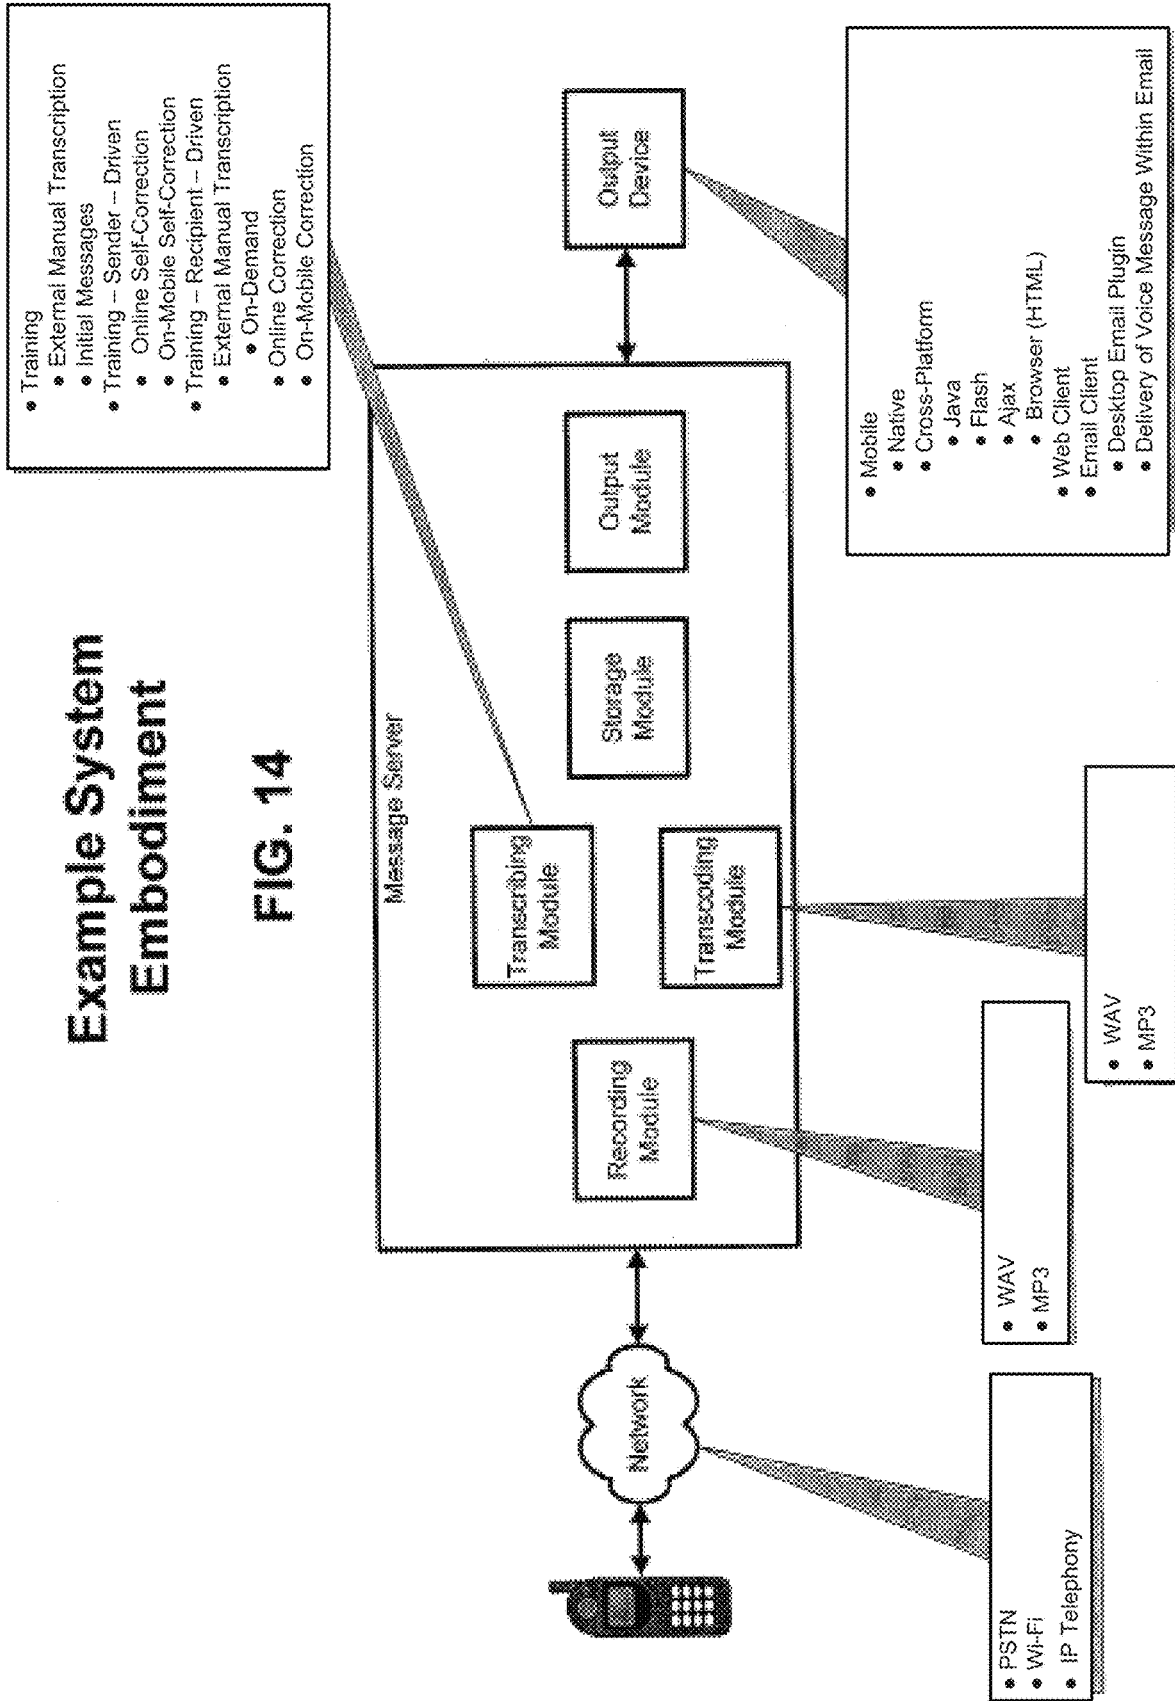 Example System
Embodiment
FIG. 14
• Training
• External Manual Transcription
• Initial Messages
• Training – Sender – Driven
• Online Self-Correction
• On-Mobile Self-Correction
• Training – Recipient – Driven
• External Manual Transcription
• On-Demand
• Online Correction
• On-Mobile Correction
Message Server
Network
Recording
Module
Transcribing
Module
Transcoding
Module
Storage
Module
Output
Module
Output
Device
• PSTN
• Wi-Fi
• IP Telephony
• WAV
• MP3
• WAV
• MP3
• Mobile
• Native
• Cross-Platform
• Java
• Flash
• Ajax
• Browser (HTML)
• Web Client
• Email Client
• Desktop Email Plugin
• Delivery of Voice Message Within Email